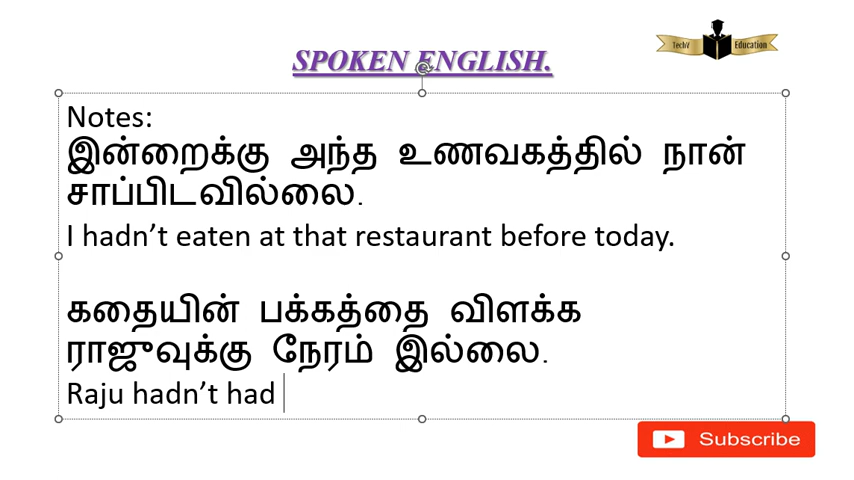 TechY Education
SPOKEN ENGLISH.
Notes:
இன்றைக்கு அந்த உணவகத்தில் நான்
சாப்பிடவில்லை.
I hadn’t eaten at that restaurant before today.
கதையின் பக்கத்தை விளக்க
ராஜுவுக்கு நேரம் இல்லை.
Raju hadn’t had
Subscribe